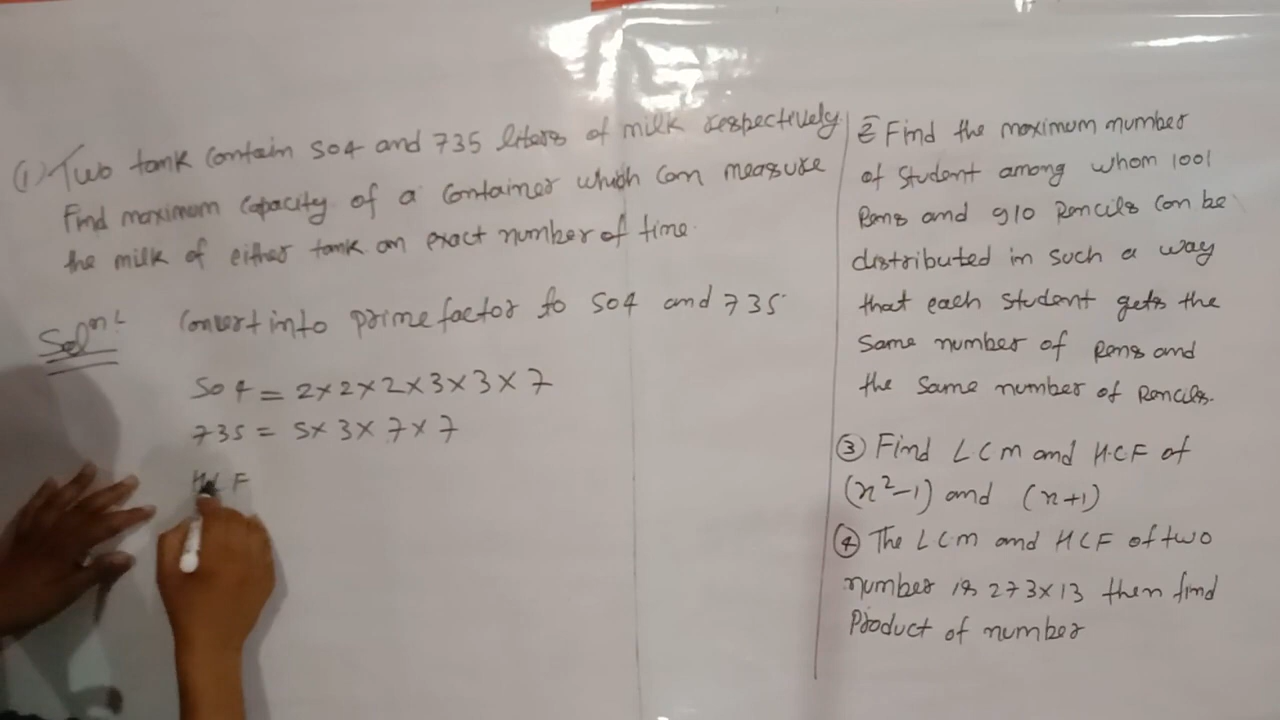 (1) Two tank contain 504 and 735 liters of milk respectively
Find maximum capacity of a container which can measure
the milk of either tank an exact number of time.
Solⁿ: Convert into prime factor to 504 and 735.
504 = 2×2×2×3×3×7
735 = 5×3×7×7
HCF
2 Find the maximum number
of student among whom 1001
Pens and 910 Pencils can be
distributed in such a way
that each student gets the
same number of pens and
the same number of Pencils.
③ Find LCM and H.C.F of
(x²-1) and (x+1)
④ The LCM and HCF of two
number is 273×13 then find
Product of number